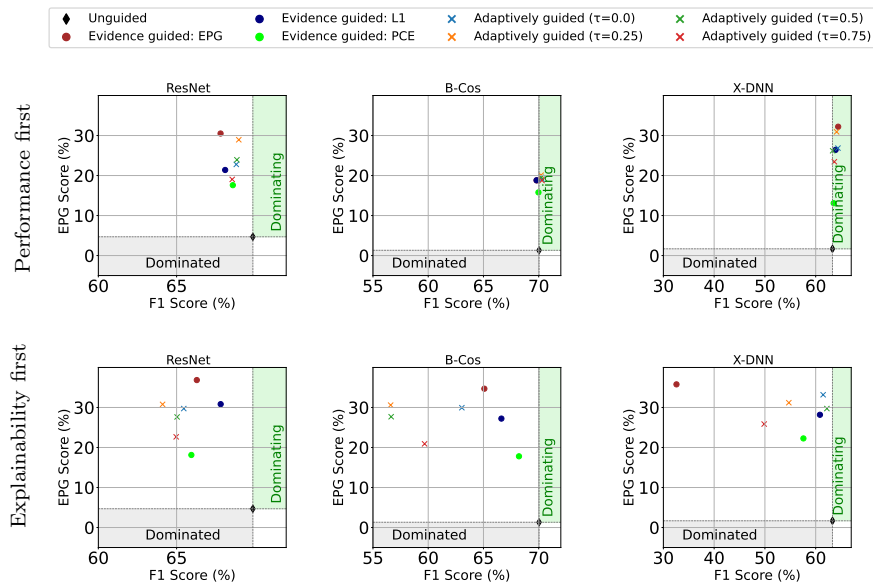 Unguided Evidence guided: L1 Adaptively guided (τ=0.0) Adaptively guided (τ=0.5)
Evidence guided: EPG Evidence guided: PCE Adaptively guided (τ=0.25) Adaptively guided (τ=0.75)
Performance first
ResNet
EPG Score (%)
30
20
10
0
Dominating
Dominated
60 65
F1 Score (%)
B-Cos
EPG Score (%)
30
20
10
0
Dominating
Dominated
55 60 65 70
F1 Score (%)
X-DNN
EPG Score (%)
30
20
10
0
Dominating
Dominated
30 40 50 60
F1 Score (%)
Explainability first
ResNet
EPG Score (%)
30
20
10
0
Dominating
Dominated
60 65
F1 Score (%)
B-Cos
EPG Score (%)
30
20
10
0
Dominating
Dominated
55 60 65 70
F1 Score (%)
X-DNN
EPG Score (%)
30
20
10
0
Dominating
Dominated
30 40 50 60
F1 Score (%)